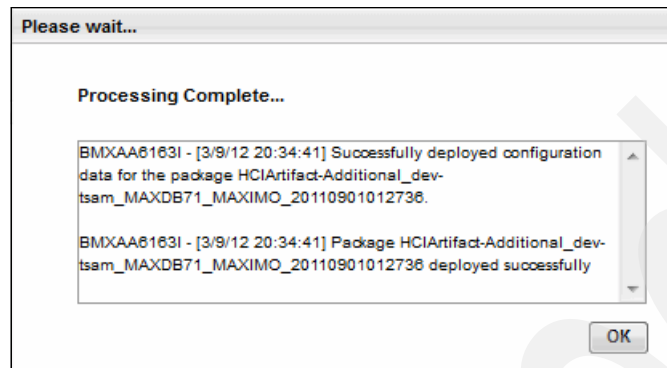 Please wait...
Processing Complete...
BMXAA6163I - [3/9/12 20:34:41] Successfully deployed configuration
data for the package HCIArtifact-Additional_dev-
tsam_MAXDB71_MAXIMO_20110901012736.
BMXAA6163I - [3/9/12 20:34:41] Package HCIArtifact-Additional_dev-
tsam_MAXDB71_MAXIMO_20110901012736 deployed successfully
OK